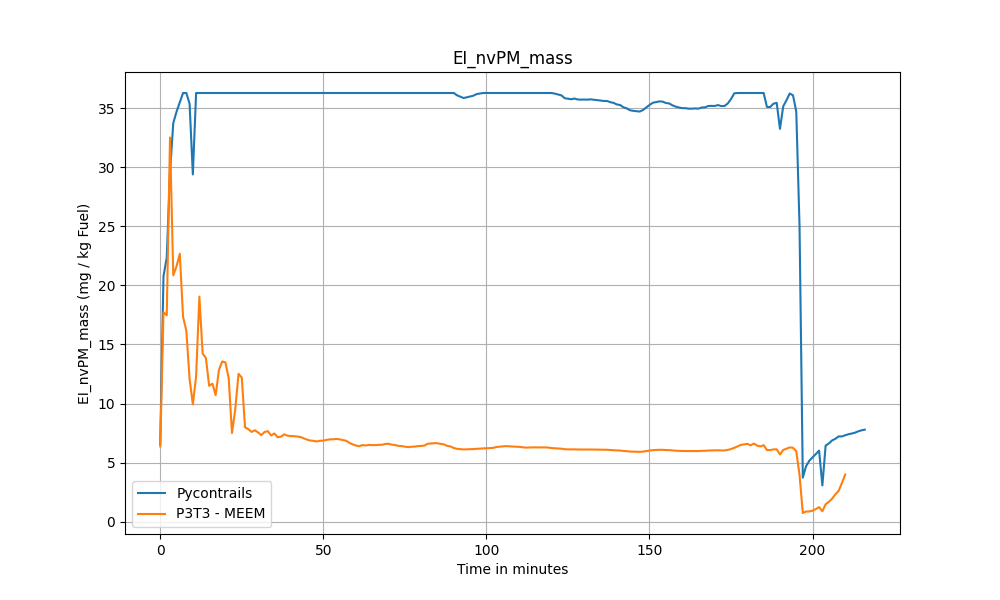 EI_nvPM_mass
EI_nvPM_mass (mg / kg Fuel)
35
30
25
20
15
10
5
0
Pycontrails
P3T3 - MEEM
0 50 100 150 200
Time in minutes